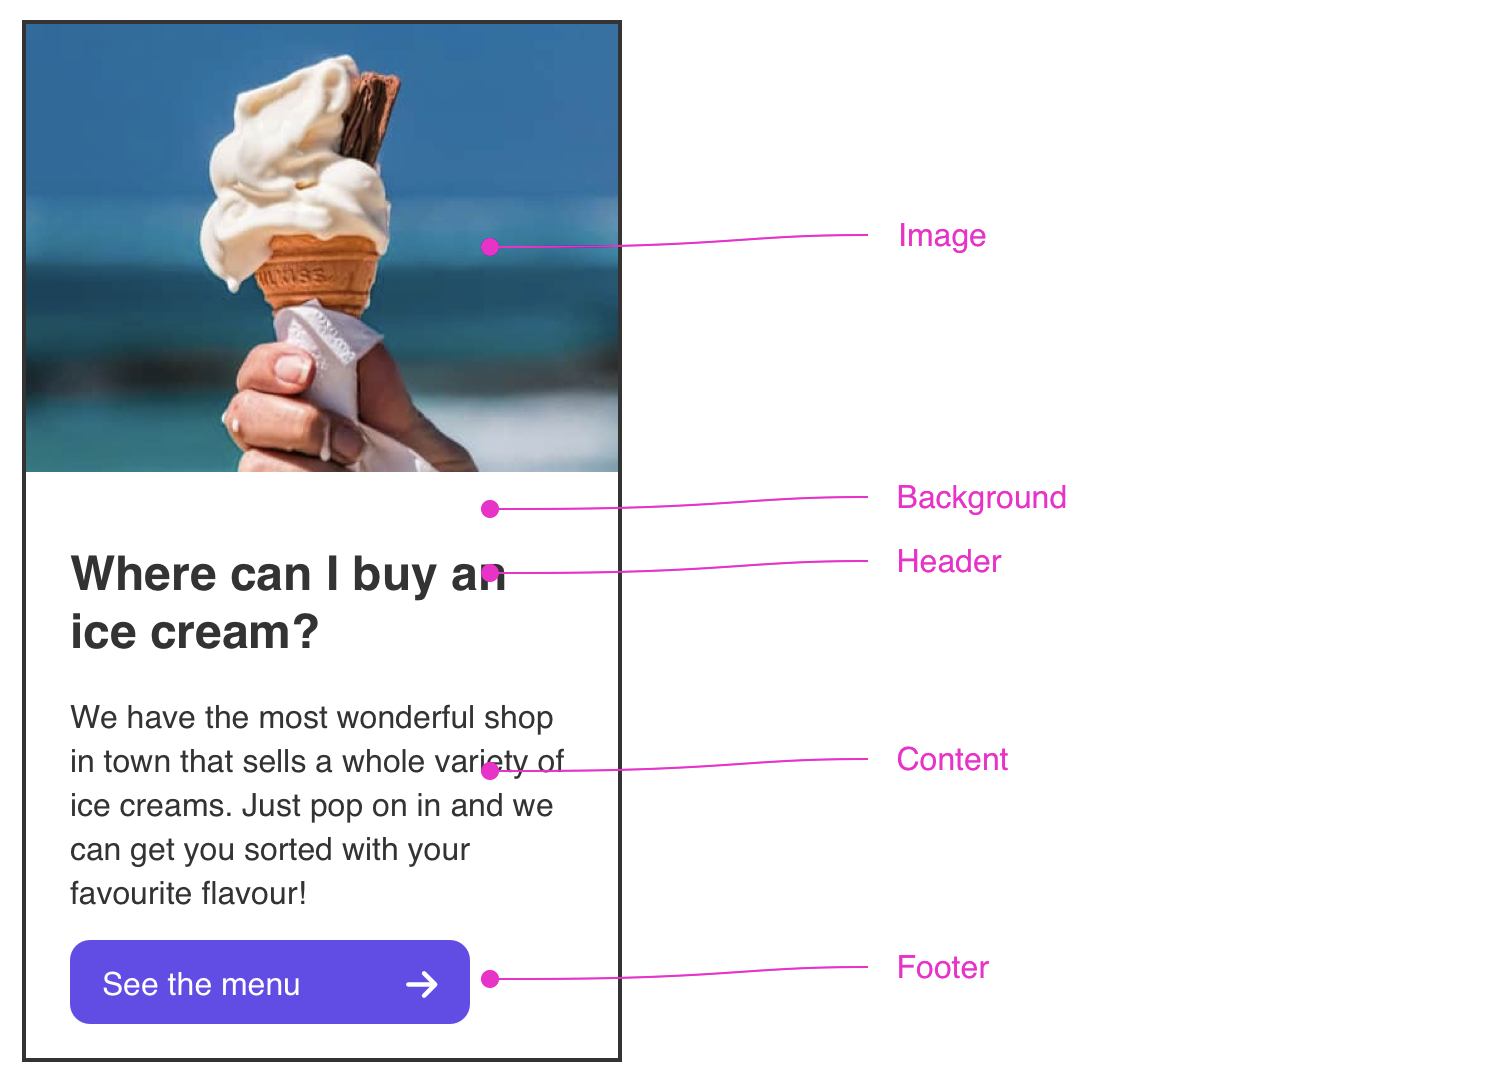 Image
Background
Where can I buy an
ice cream?
Header
We have the most wonderful shop
in town that sells a whole variety of
ice creams. Just pop on in and we
can get you sorted with your
favourite flavour!
Content
See the menu
Footer